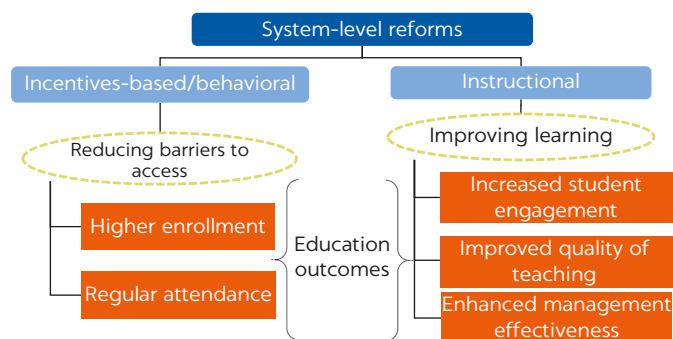 System-level reforms
Incentives-based/behavioral
Instructional
Reducing barriers to
access
Improving learning
Higher enrollment
Regular attendance
Education
outcomes
Increased student
engagement
Improved quality of
teaching
Enhanced management
effectiveness